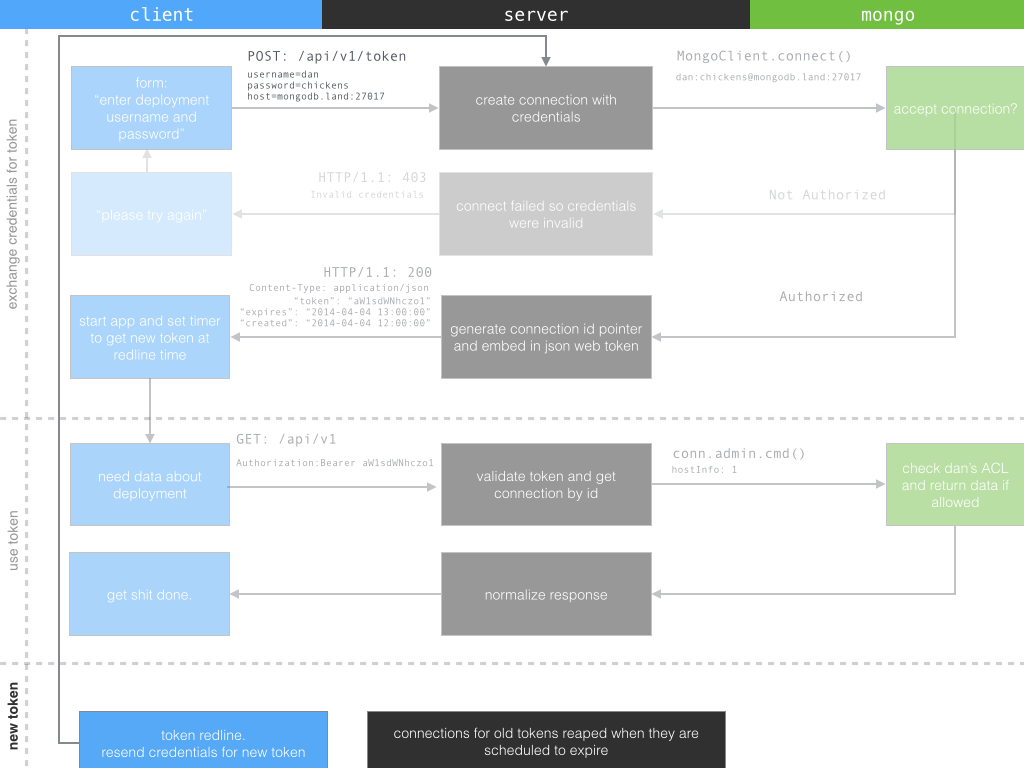 client
server
mongo
exchange credentials for token
form:
“enter deployment
username and
password”
POST: /api/v1/token
username=dan
password=chickens
host=mongodb.land:27017
create connection with
credentials
MongoClient.connect()
dan:chickens@mongodb.land:27017
accept connection?
“please try again”
HTTP/1.1: 403
Invalid credentials
connect failed so credentials
were invalid
Not Authorized
start app and set timer
to get new token at
redline time
HTTP/1.1: 200
Content-Type: application/json
"token": "aW1sdWNhczo1"
"expires": "2014-04-04 13:00:00"
"created": "2014-04-04 12:00:00"
generate connection id pointer
and embed in json web token
Authorized
use token
need data about
deployment
GET: /api/v1
Authorization:Bearer aW1sdWNhczo1
validate token and get
connection by id
conn.admin.cmd()
hostInfo: 1
check dan’s ACL
and return data if
allowed
get shit done.
normalize response
new token
token redline.
resend credentials for new token
connections for old tokens reaped when they are
scheduled to expire